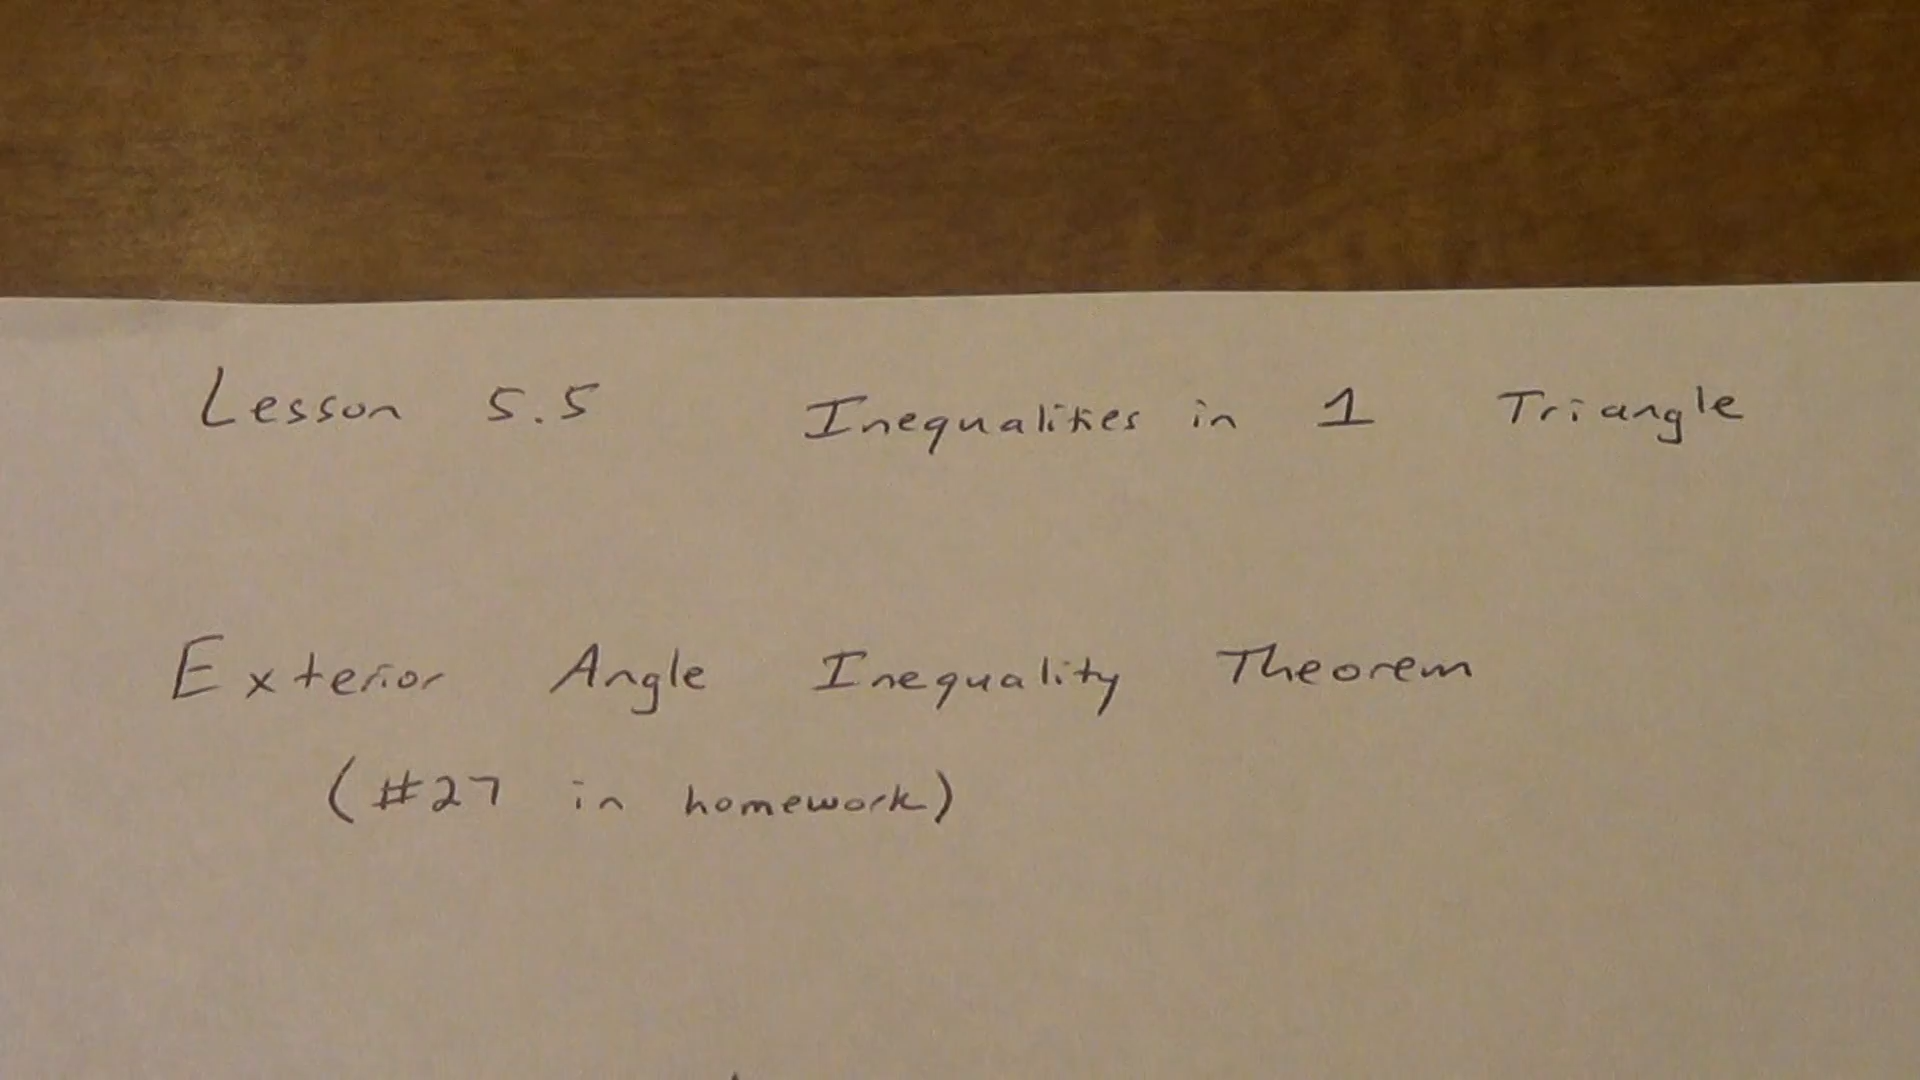 Lesson 5.5 Inequalities in 1 Triangle
Exterior Angle Inequality Theorem
(#27 in homework)